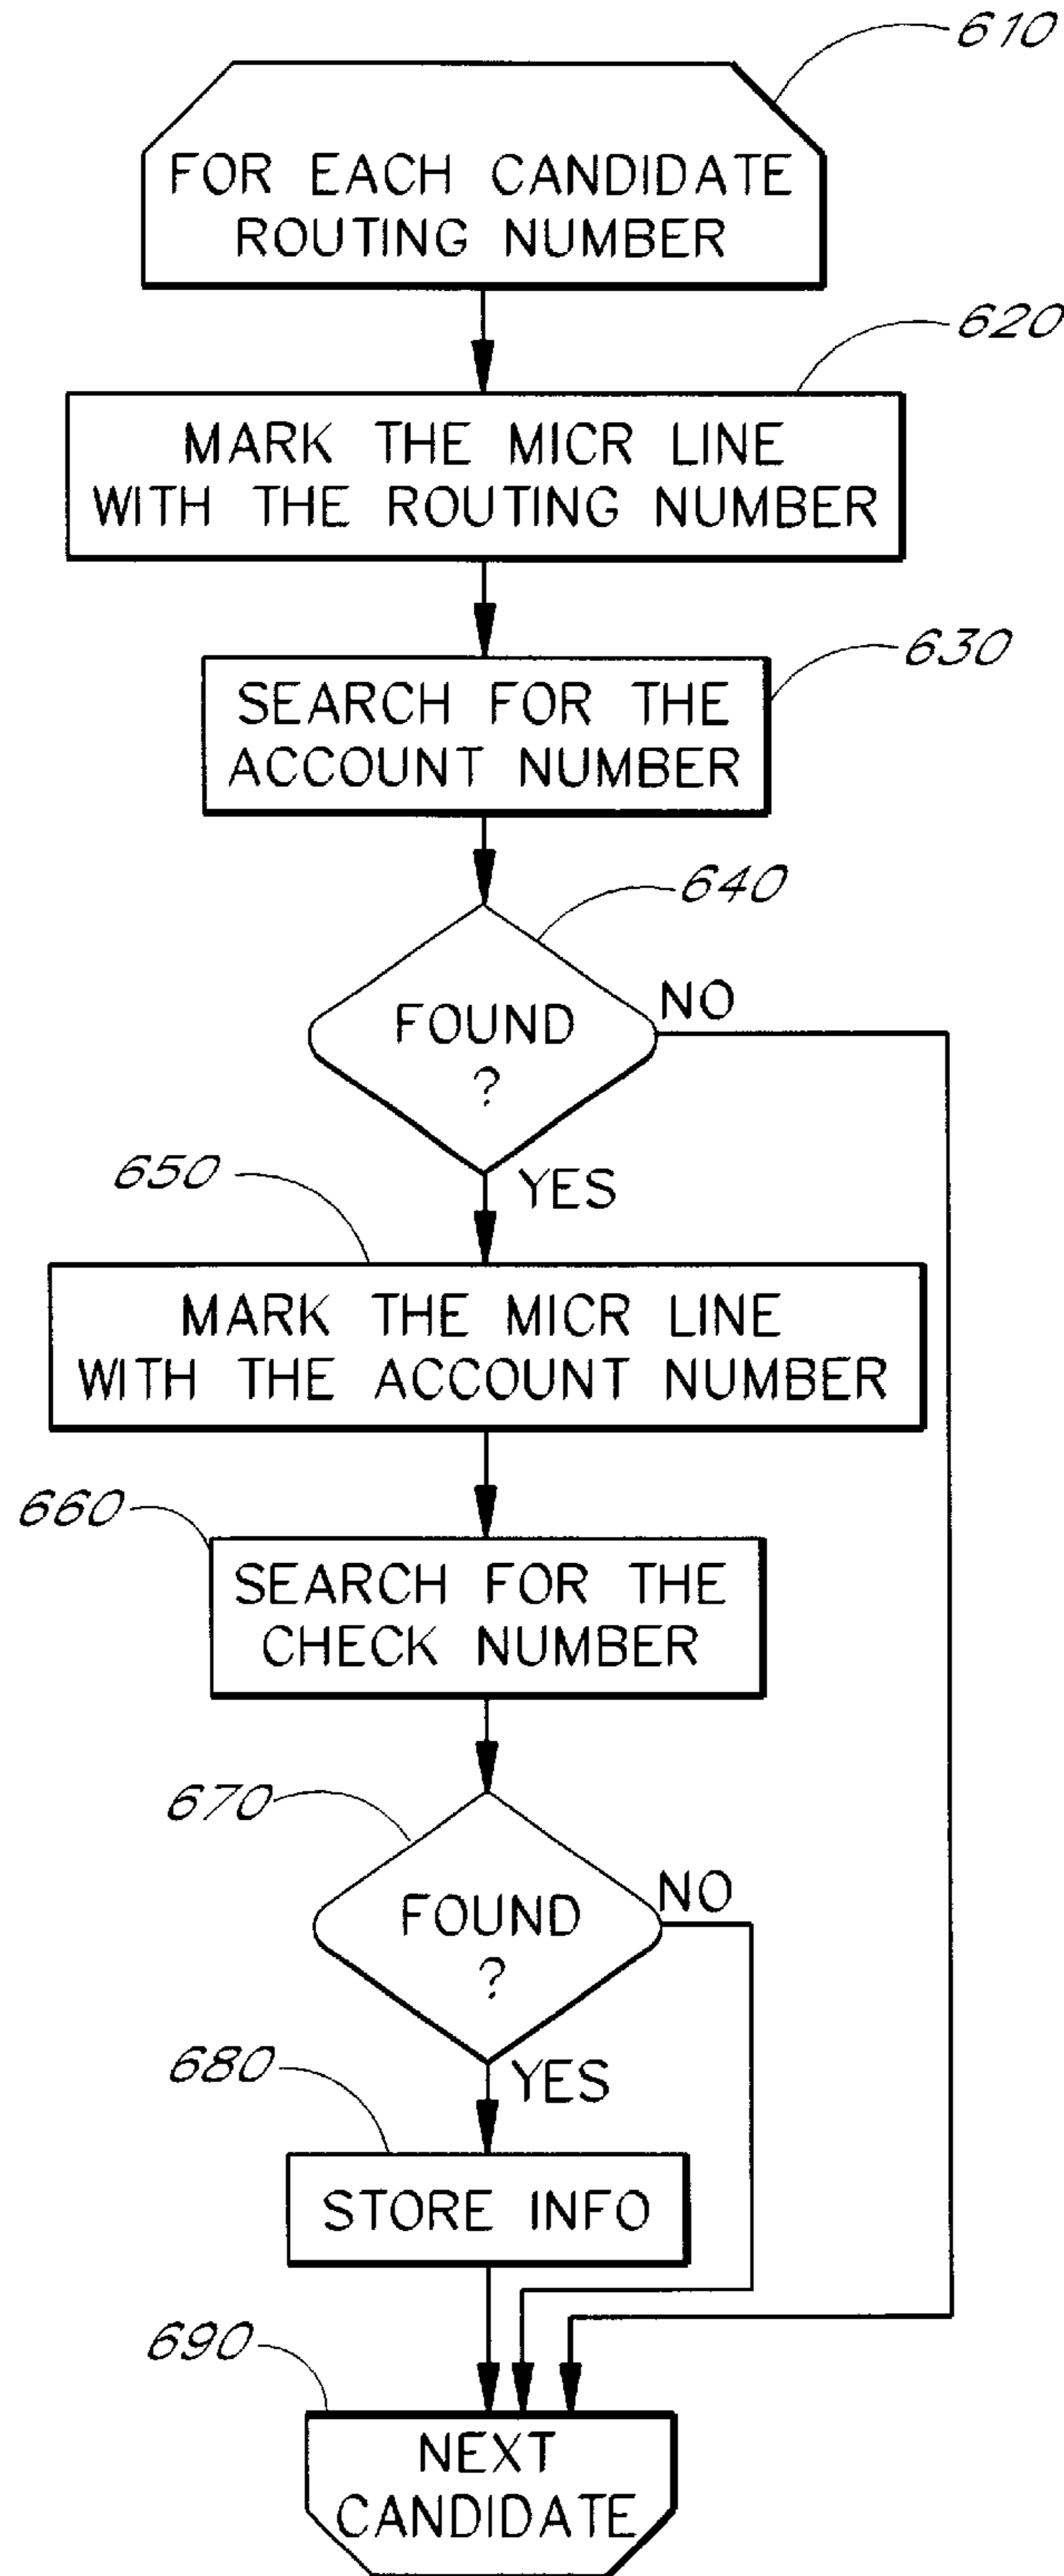 610
FOR EACH CANDIDATE
ROUTING NUMBER
620
MARK THE MICR LINE
WITH THE ROUTING NUMBER
630
SEARCH FOR THE
ACCOUNT NUMBER
640
FOUND
?
NO
YES
650
MARK THE MICR LINE
WITH THE ACCOUNT NUMBER
660
SEARCH FOR THE
CHECK NUMBER
670
FOUND
?
NO
YES
680
STORE INFO
690
NEXT
CANDIDATE